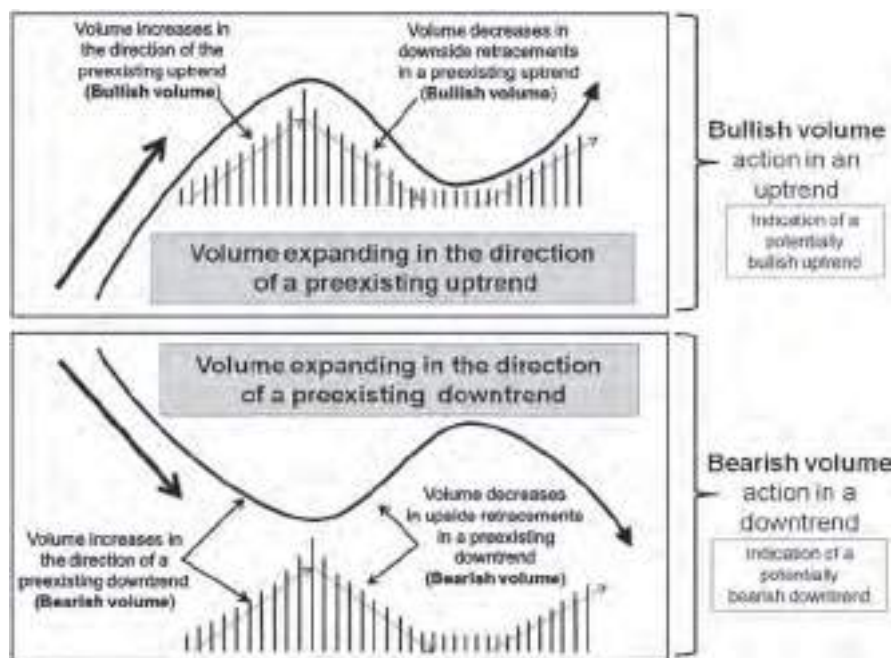 Volume increases in
the direction of the
preexisting uptrend
(Bullish volume)
Volume decreases in
downside retracements
in a preexisting uptrend
(Bullish volume)
Volume expanding in the direction
of a preexisting uptrend
Bullish volume
action in an
uptrend
Indication of a
potentially
bullish uptrend
Volume expanding in the direction
of a preexisting downtrend
Volume increases in
the direction of a
preexisting downtrend
(Bearish volume)
Volume decreases
in upside retracements
in a preexisting
downtrend
(Bearish volume)
Bearish volume
action in a
downtrend
Indication of a
potentially
bearish downtrend